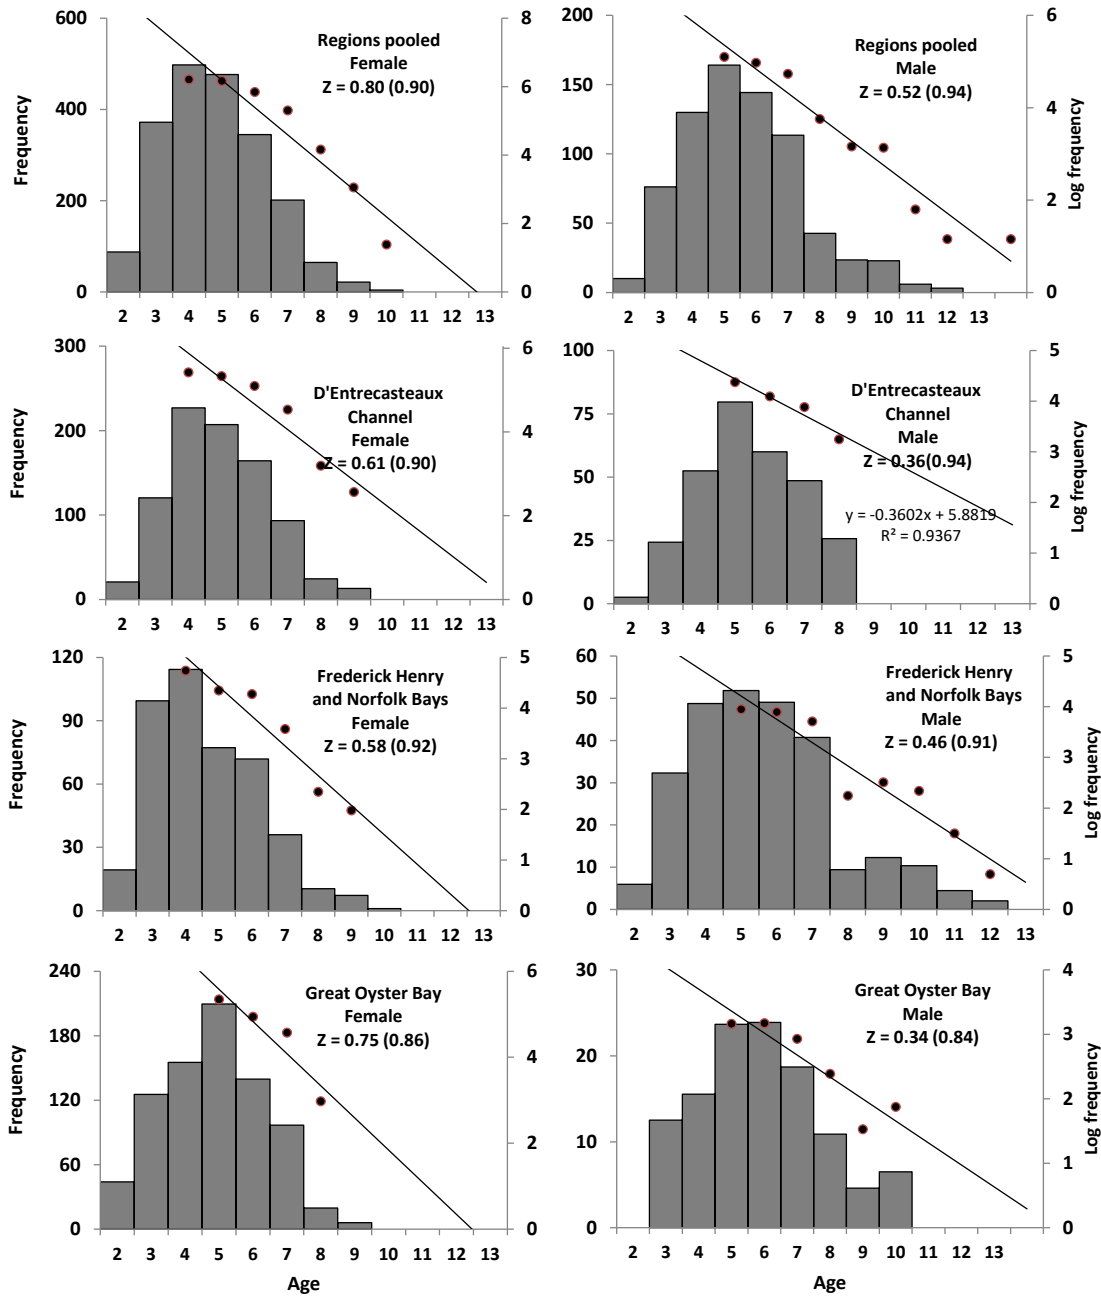 Regions pooled
Female
Z = 0.80 (0.90)
Frequency
600
400
200
0
8
6
4
2
0
2 3 4 5 6 7 8 9 10 11 12 13
Regions pooled
Male
Z = 0.52 (0.94)
200
150
100
50
0
6
4
2
0
Log frequency
2 3 4 5 6 7 8 9 10 11 12 13
D'Entrecasteaux
Channel
Female
Z = 0.61 (0.90)
Frequency
300
200
100
0
6
4
2
0
2 3 4 5 6 7 8 9 10 11 12 13
D'Entrecasteaux
Channel
Male
Z = 0.36(0.94)
y = -0.3602x + 5.8819
R² = 0.9367
100
75
50
25
0
5
4
3
2
1
0
Log frequency
2 3 4 5 6 7 8 9 10 11 12 13
Frederick Henry
and Norfolk Bays
Female
Z = 0.58 (0.92)
Frequency
120
90
60
30
0
5
4
3
2
1
0
2 3 4 5 6 7 8 9 10 11 12 13
Frederick Henry
and Norfolk Bays
Male
Z = 0.46 (0.91)
60
50
40
30
20
10
0
5
4
3
2
1
0
Log frequency
2 3 4 5 6 7 8 9 10 11 12 13
Great Oyster Bay
Female
Z = 0.75 (0.86)
Frequency
240
180
120
60
0
6
4
2
0
2 3 4 5 6 7 8 9 10 11 12 13
Age
Great Oyster Bay
Male
Z = 0.34 (0.84)
30
20
10
0
4
3
2
1
0
Log frequency
2 3 4 5 6 7 8 9 10 11 12 13
Age